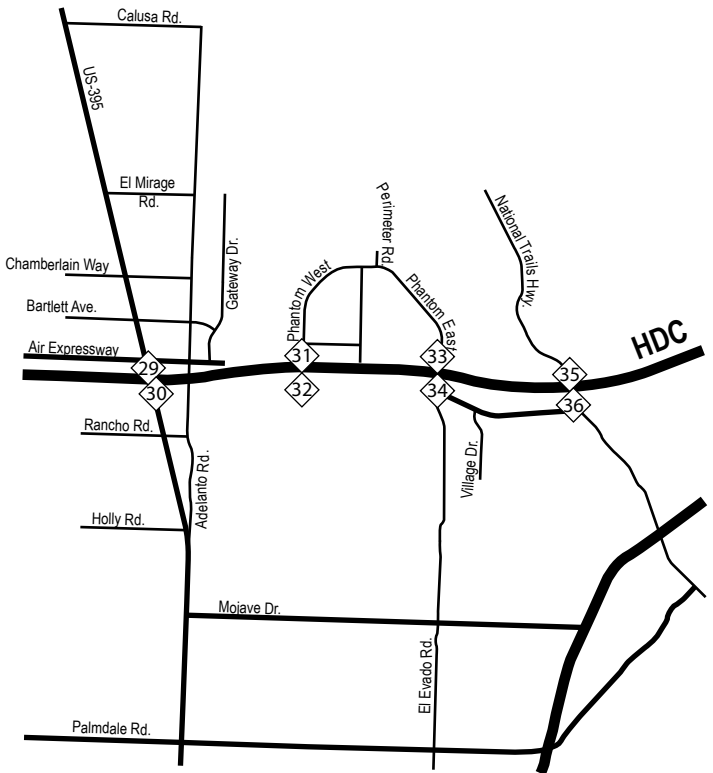 Calusa Rd.
US-395
El Mirage
Rd.
Gateway Dr.
Perimeter Rd.
National Trails Hwy.
Chamberlain Way
Phantom West
Phantom East
Bartlett Ave.
Air Expressway
HDC
29
31
33
35
30
32
34
36
Rancho Rd.
Adelanto Rd.
Village Dr.
Holly Rd.
Mojave Dr.
El Evado Rd.
Palmdale Rd.